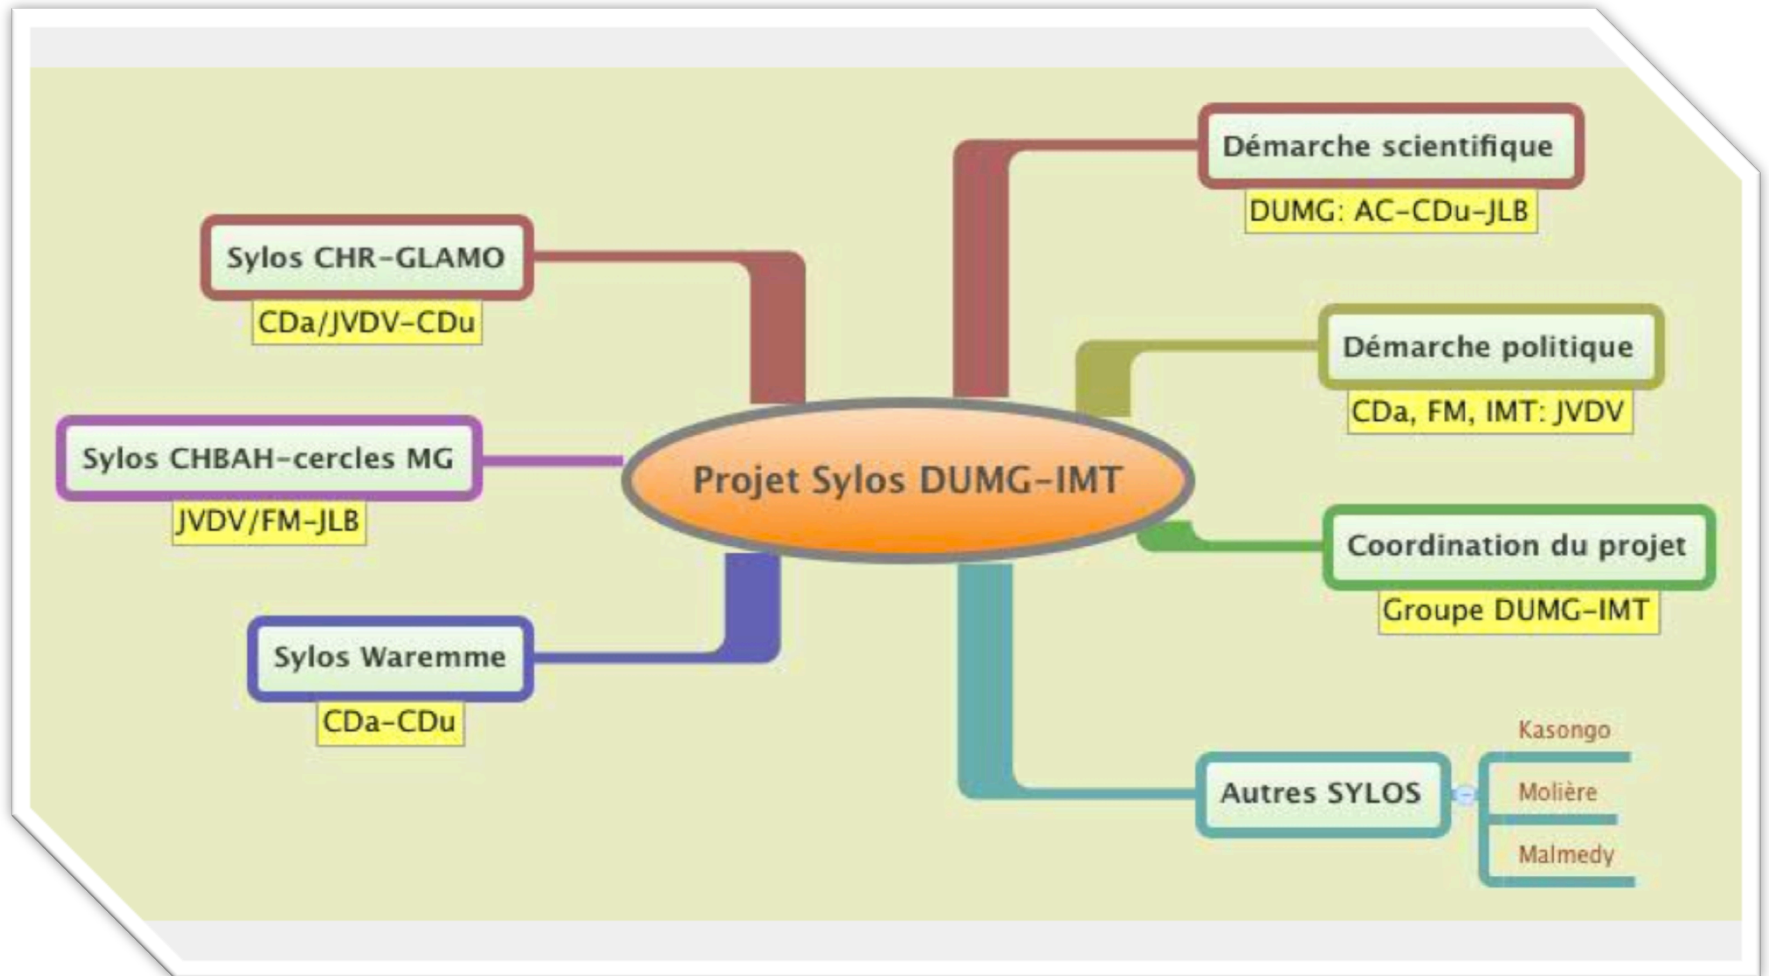 Projet Sylos DUMG-IMT
Démarche scientifique
DUMG: AC-CDu-JLB
Démarche politique
CDa, FM, IMT: JVDV
Coordination du projet
Groupe DUMG-IMT
Autres SYLOS
Kasongo
Molière
Malmedy
Sylos CHR-GLAMO
CDa/JVDV-CDu
Sylos CHBAH-cercles MG
JVDV/FM-JLB
Sylos Waremme
CDa-CDu